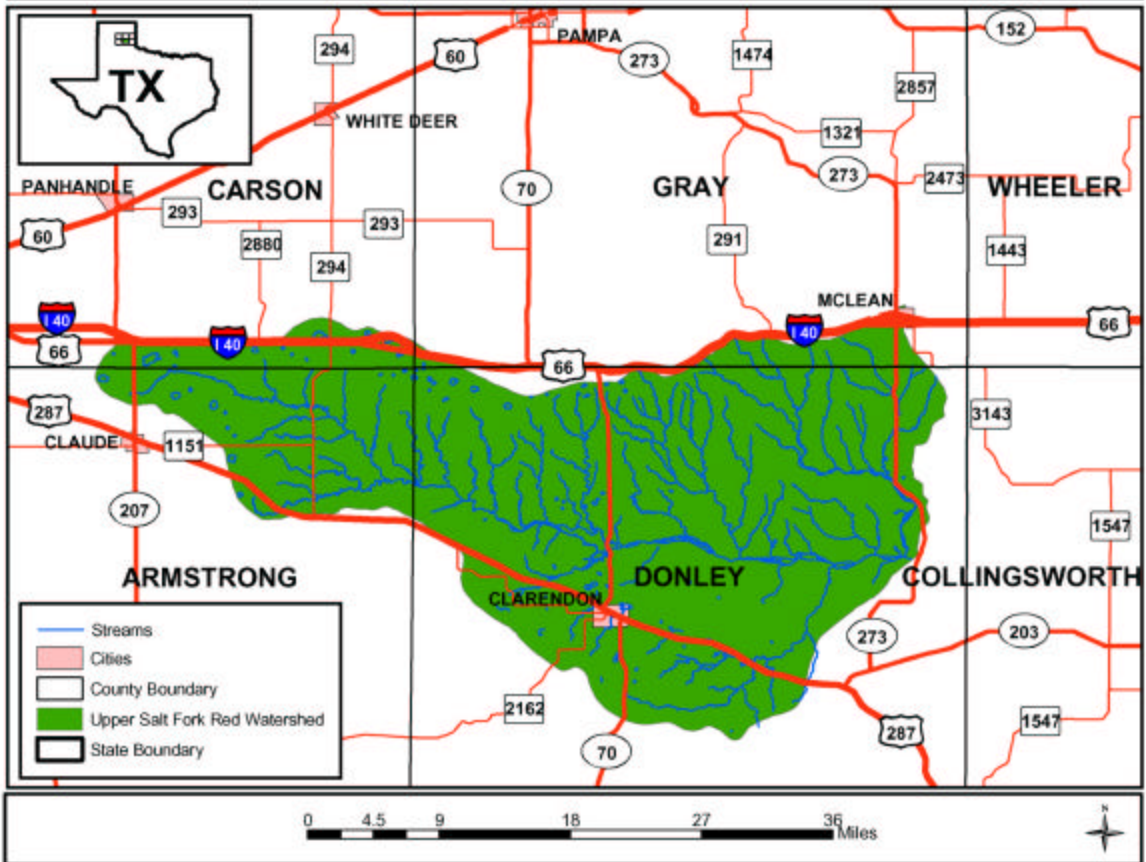 294
152
PAMPA
60
273
1474
TX
2857
WHITE DEER
1321
PANHANDLE
CARSON
70
GRAY
273
2473
WHEELER
293
293
60
2880
291
1443
294
MCLEAN
I 40
I 40
I 40
66
66
66
287
3143
CLAUDE
1151
207
1547
ARMSTRONG
DONLEY
COLLINGSWORTH
CLARENDON
Streams
273
203
Cities
County Boundary
2162
Upper Salt Fork Red Watershed
1547
287
State Boundary
70
0 4.5 9 18 27 36
Miles
N